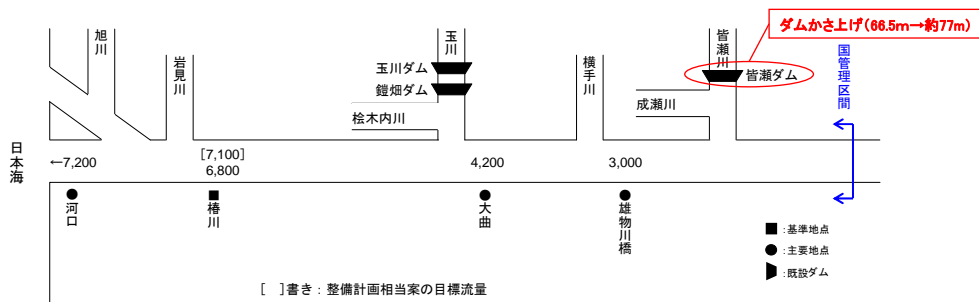 ダムかさ上げ(66.5m→約77m)
旭川
岩見川
玉川
横手川
皆瀬川
国管理区間
玉川ダム
鎧畑ダム
皆瀬ダム
桧木内川
成瀬川
日本海
←7,200
[7,100]
6,800
4,200
3,000
河口
椿川
大曲
雄物川橋
■ :基準地点
● :主要地点
:既設ダム
[ ]書き：整備計画相当案の目標流量